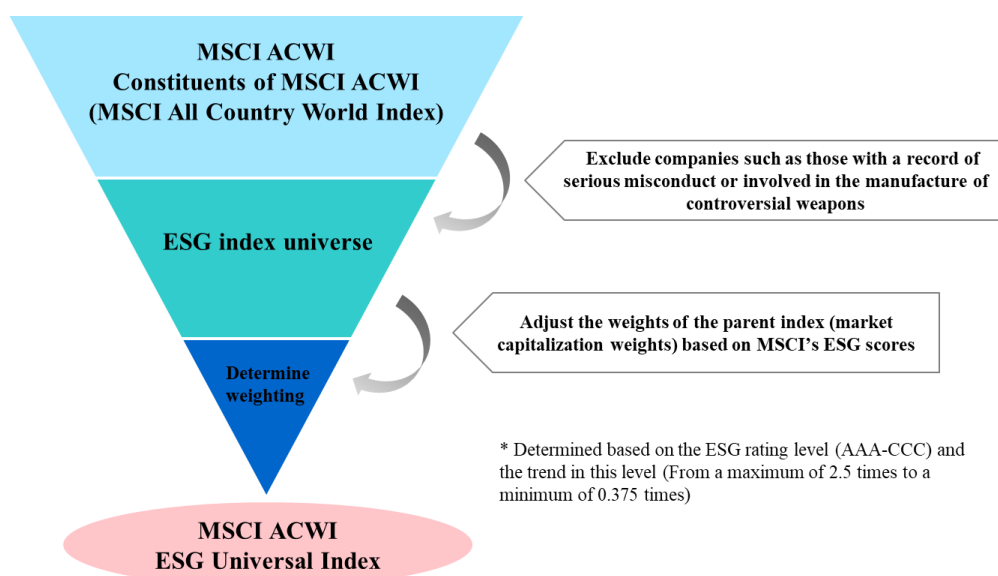 MSCI ACWI
Constituents of MSCI ACWI
(MSCI All Country World Index)
Exclude companies such as those with a record of
serious misconduct or involved in the manufacture of
controversial weapons
ESG index universe
Adjust the weights of the parent index (market
capitalization weights) based on MSCI’s ESG scores
Determine
weighting
* Determined based on the ESG rating level (AAA-CCC) and
the trend in this level (From a maximum of 2.5 times to a
minimum of 0.375 times)
MSCI ACWI
ESG Universal Index